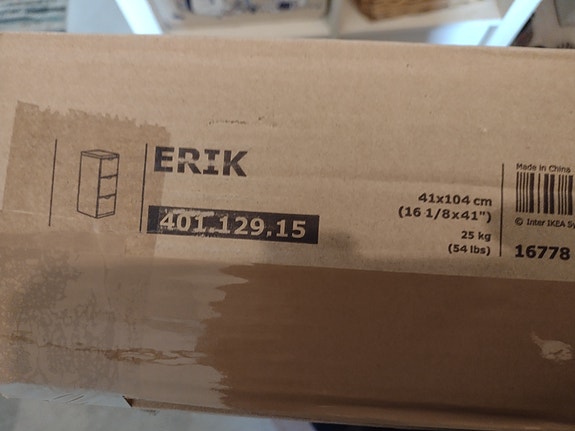 ERIK
401.129.15
41x104 cm
(16 1/8x41")
25 kg
(54 lbs)
Made in China
© Inter IKEA Sy
16778